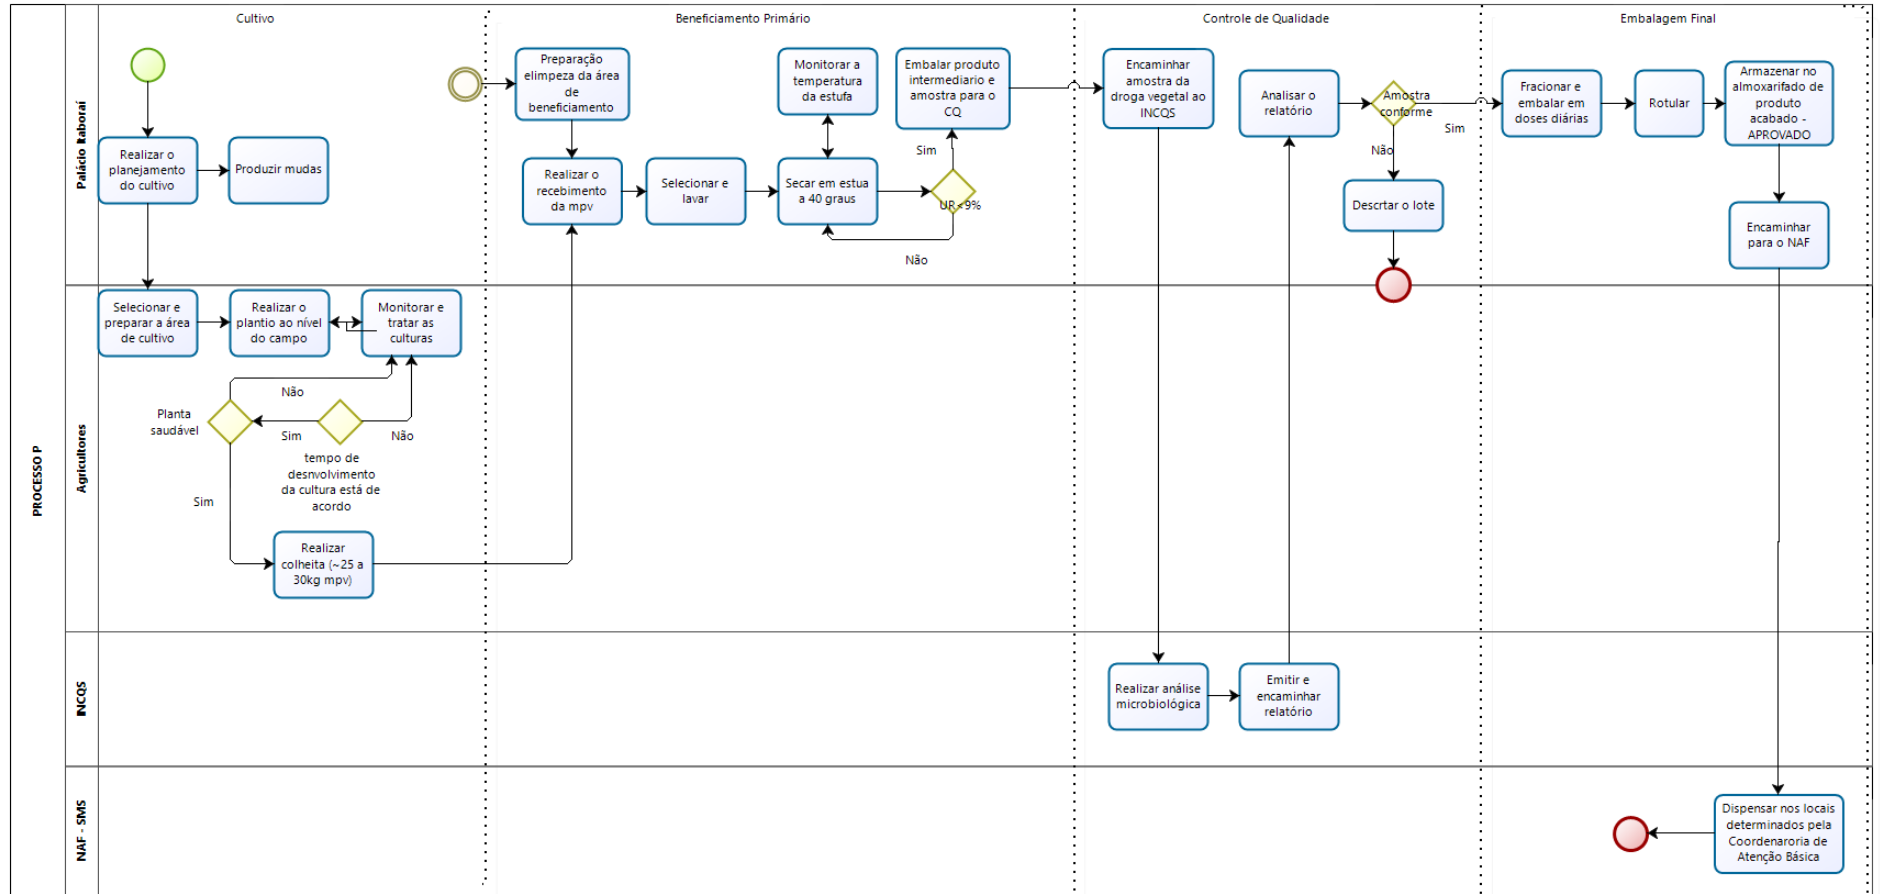 Cultivo
Beneficiamento Primário
Controle de Qualidade
Embalagem Final
PROCESSO P
Palácio Itaboraí
Realizar o
planejamento
do cultivo
Produzir mudas
Preparação
elimpeza da área
de
beneficiamento
Monitorar a
temperatura
da estufa
Embalar produto
intermediario e
amostra para o
CQ
Sim
Realizar o
recebimento
da mpv
Selecionar e
lavar
Secar em estua
a 40 graus
UR<9%
Não
Encaminhar
amostra da
droga vegetal ao
INCQS
Analisar o
relatório
Amostra
conforme
Sim
Não
Descrtar o lote
Fracionar e
embalar em
doses diárias
Rotular
Armazenar no
almoxarifado de
produto
acabado -
APROVADO
Encaminhar
para o NAF
Agricultores
Selecionar e
preparar a área
de cultivo
Realizar o
plantio ao nível
do campo
Monitorar e
tratar as
culturas
Não
Planta
saudável
Sim
Não
tempo de
desnvolvimento
da cultura está de
acordo
Sim
Realizar
colheita (~25 a
30kg mpv)
INCQS
Realizar análise
microbiológica
Emitir e
encaminhar
relatório
NAF - SMS
Dispensar nos locais
determinados pela
Coordenaroria de
Atenção Básica